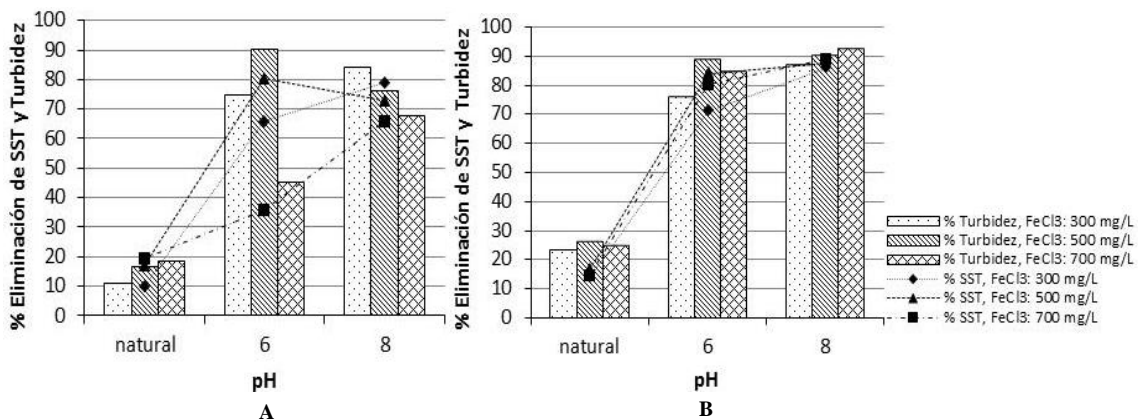 % Eliminación de SST y Turbidez
100
90
80
70
60
50
40
30
20
10
0
natural 6 8
pH
A
% Eliminación de SST y Turbidez
100
90
80
70
60
50
40
30
20
10
0
natural 6 8
pH
B
% Turbidez, FeCl3: 300 mg/L
% Turbidez, FeCl3: 500 mg/L
% Turbidez, FeCl3: 700 mg/L
% SST, FeCl3: 300 mg/L
% SST, FeCl3: 500 mg/L
% SST, FeCl3: 700 mg/L